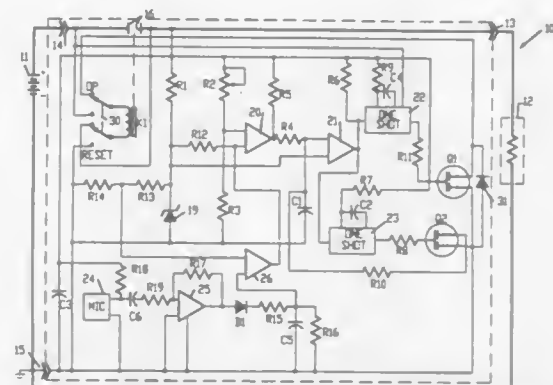 16
13
10
14
11
12
OP
30
K1
RESET
R1
R2
R5
R6
R9
C4
22
ONE
SHOT
20
R4
21
R12
R11
Q1
31
R7
C2
23
ONE
SHOT
R8
Q2
R10
R14
R13
19
R3
C1
R17
26
24
R18
MIC
R19
C6
25
D1
R15
C5
R16
C3
15